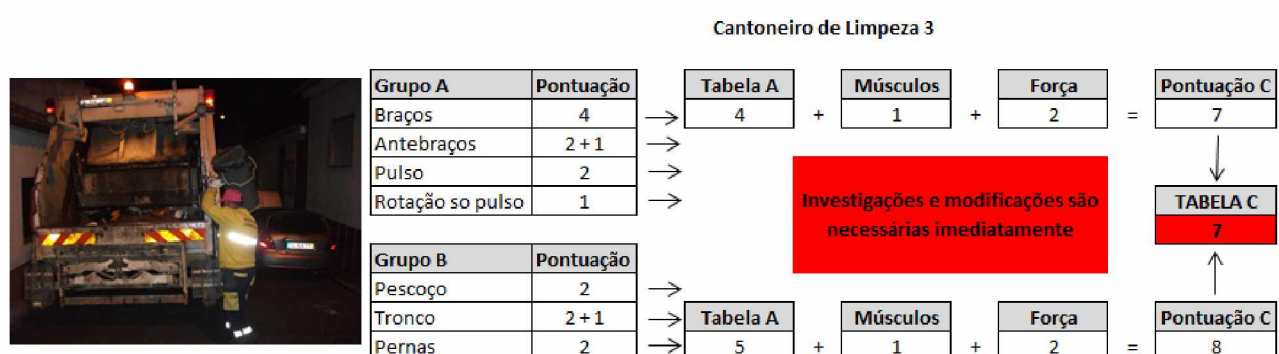 Cantoneiro de Limpeza 3
Grupo A Pontuação Tabela A Músculos Força Pontuação C
Braços 4 4 + 1 + 2 = 7
Antebraços 2 + 1
Pulso 2
Rotação so pulso 1
Investigações e modificações são
necessárias imediatamente
TABELA C
7
Grupo B Pontuação
Pescoço 2
Tronco 2 + 1 Tabela A Músculos Força Pontuação C
Pernas 2 5 + 1 + 2 = 8